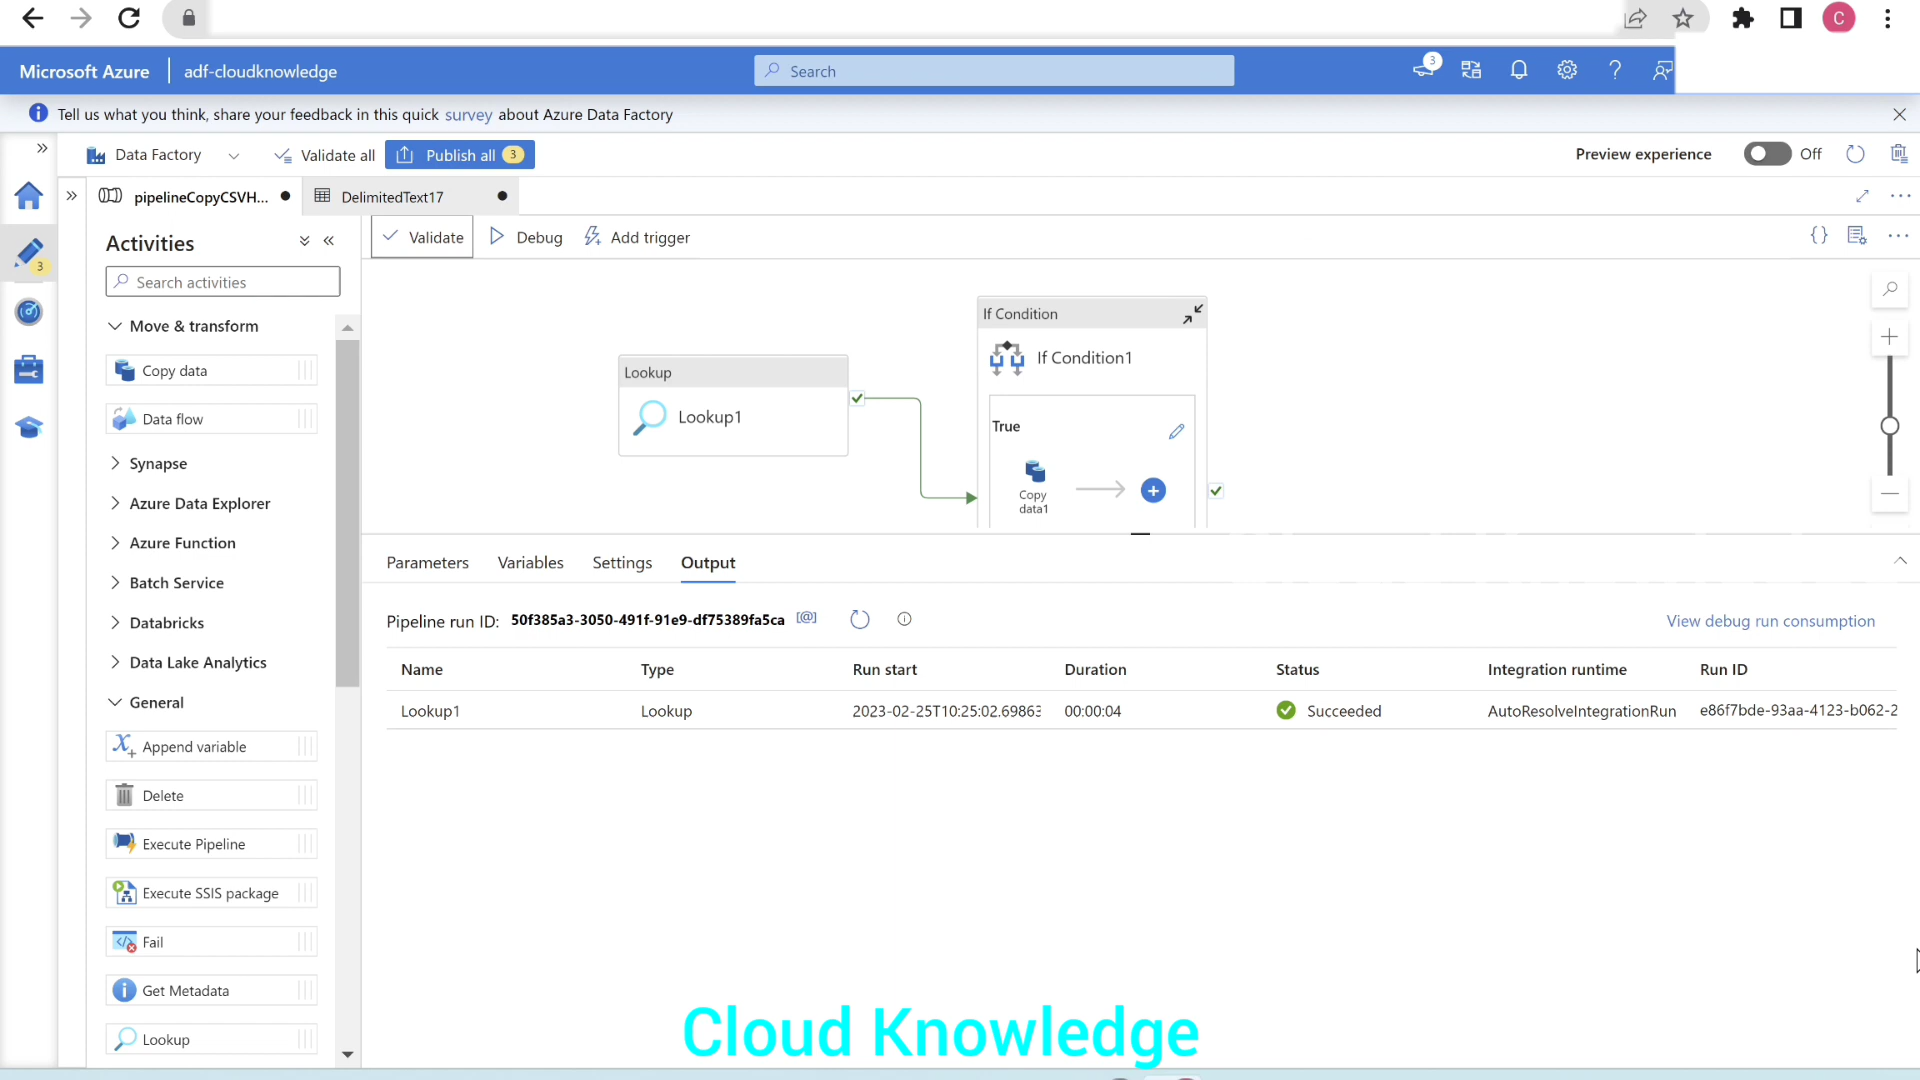 C
Microsoft Azure
adf-cloudknowledge
Search
3
Tell us what you think, share your feedback in this quick survey about Azure Data Factory
Data Factory
Validate all
Publish all 3
Preview experience
Off
pipelineCopyCSVH...
DelimitedText17
3
Activities
Validate
Debug
Add trigger
Search activities
Move & transform
Copy data
Data flow
Synapse
Azure Data Explorer
Azure Function
Batch Service
Databricks
Data Lake Analytics
General
Append variable
Delete
Execute Pipeline
Execute SSIS package
Fail
Get Metadata
Lookup
Lookup
Lookup1
If Condition
If Condition1
True
Copy
data1
Parameters Variables Settings Output
Pipeline run ID: 50f385a3-3050-491f-91e9-df75389fa5ca
View debug run consumption
Name Type Run start Duration Status Integration runtime Run ID
Lookup1 Lookup 2023-02-25T10:25:02.69863 00:00:04 Succeeded AutoResolveIntegrationRun e86f7bde-93aa-4123-b062-2
Cloud Knowledge